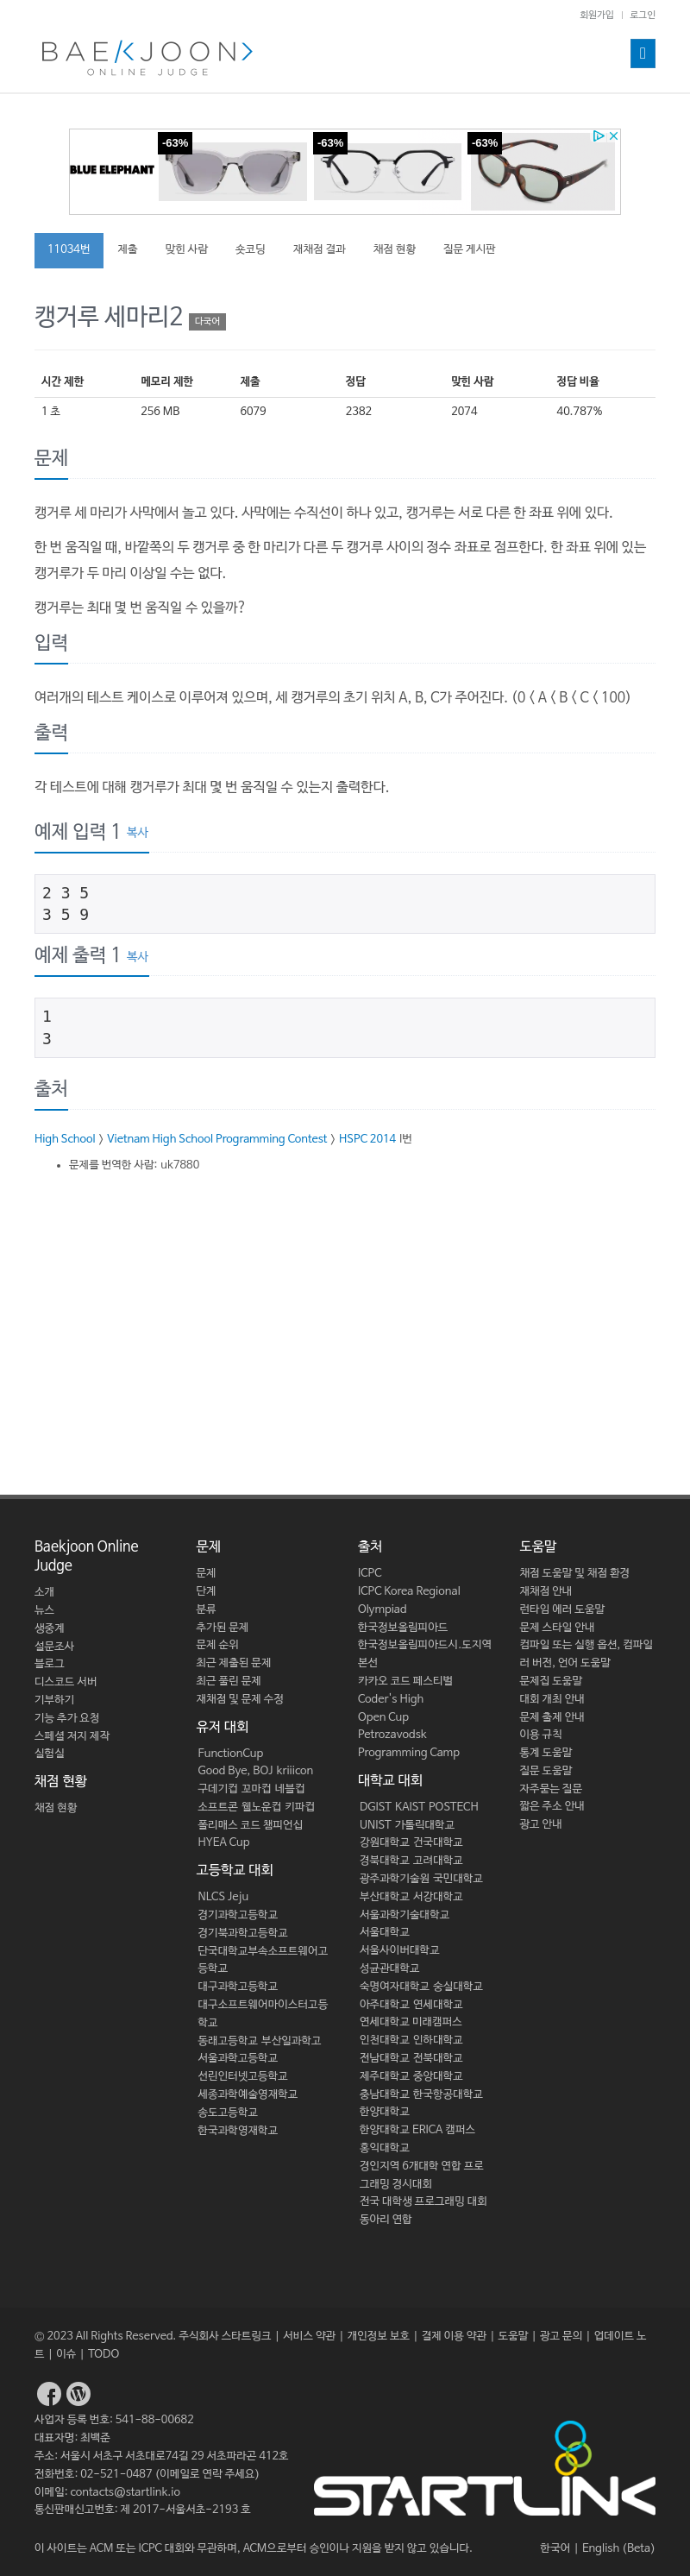 회원가입 | 로그인
BAEKJOON>
ONLINE JUDGE
BLUE ELEPHANT
-63%
-63%
-63%
11034번 제출 맞힌 사람 숏코딩 재채점 결과 채점 현황 질문 게시판
캥거루 세마리2 다국어
시간 제한 메모리 제한 제출 정답 맞힌 사람 정답 비율
1 초 256 MB 6079 2382 2074 40.787%
문제
캥거루 세 마리가 사막에서 놀고 있다. 사막에는 수직선이 하나 있고, 캥거루는 서로 다른 한 좌표 위에 있다.
한 번 움직일 때, 바깥쪽의 두 캥거루 중 한 마리가 다른 두 캥거루 사이의 정수 좌표로 점프한다. 한 좌표 위에 있는
캥거루가 두 마리 이상일 수는 없다.
캥거루는 최대 몇 번 움직일 수 있을까?
입력
여러개의 테스트 케이스로 이루어져 있으며, 세 캥거루의 초기 위치 A, B, C가 주어진다. (0 < A < B < C < 100)
출력
각 테스트에 대해 캥거루가 최대 몇 번 움직일 수 있는지 출력한다.
예제 입력 1 복사
2 3 5
3 5 9
예제 출력 1 복사
1
3
출처
High School > Vietnam High School Programming Contest > HSPC 2014 I번
• 문제를 번역한 사람: uk7880
Baekjoon Online
Judge
소개
뉴스
생중계
설문조사
블로그
디스코드 서버
기부하기
기능 추가 요청
스페셜 저지 제작
실험실
채점 현황
채점 현황
문제
문제
단계
분류
추가된 문제
문제 순위
최근 제출된 문제
최근 풀린 문제
재채점 및 문제 수정
유저 대회
FunctionCup
Good Bye, BOJ kriiicon
구데기컵 꼬마컵 네블컵
소프트콘 웰노운컵 키파컵
폴리매스 코드 챔피언십
HYEA Cup
고등학교 대회
NLCS Jeju
경기과학고등학교
경기북과학고등학교
단국대학교부속소프트웨어고
등학교
대구과학고등학교
대구소프트웨어마이스터고등
학교
동래고등학교 부산일과학고
서울과학고등학교
선린인터넷고등학교
세종과학예술영재학교
송도고등학교
한국과학영재학교
출처
ICPC
ICPC Korea Regional
Olympiad
한국정보올림피아드
한국정보올림피아드시.도지역
본선
카카오 코드 페스티벌
Coder's High
Open Cup
Petrozavodsk
Programming Camp
대학교 대회
DGIST KAIST POSTECH
UNIST 가톨릭대학교
강원대학교 건국대학교
경북대학교 고려대학교
광주과학기술원 국민대학교
부산대학교 서강대학교
서울과학기술대학교
서울대학교
서울사이버대학교
성균관대학교
숙명여자대학교 숭실대학교
아주대학교 연세대학교
연세대학교 미래캠퍼스
인천대학교 인하대학교
전남대학교 전북대학교
제주대학교 중앙대학교
충남대학교 한국항공대학교
한양대학교
한양대학교 ERICA 캠퍼스
홍익대학교
경인지역 6개대학 연합 프로
그래밍 경시대회
전국 대학생 프로그래밍 대회
동아리 연합
도움말
채점 도움말 및 채점 환경
재채점 안내
런타임 에러 도움말
문제 스타일 안내
컴파일 또는 실행 옵션, 컴파일
러 버전, 언어 도움말
문제집 도움말
대회 개최 안내
문제 출제 안내
이용 규칙
통계 도움말
질문 도움말
자주묻는 질문
짧은 주소 안내
광고 안내
© 2023 All Rights Reserved. 주식회사 스타트링크 | 서비스 약관 | 개인정보 보호 | 결제 이용 약관 | 도움말 | 광고 문의 | 업데이트 노
트 | 이슈 | TODO
사업자 등록 번호: 541-88-00682
대표자명: 최백준
주소: 서울시 서초구 서초대로74길 29 서초파라곤 412호
전화번호: 02-521-0487 (이메일로 연락 주세요)
이메일: contacts@startlink.io
통신판매신고번호: 제 2017-서울서초-2193 호
STARTLINK
이 사이트는 ACM 또는 ICPC 대회와 무관하며, ACM으로부터 승인이나 지원을 받지 않고 있습니다.
한국어 | English (Beta)